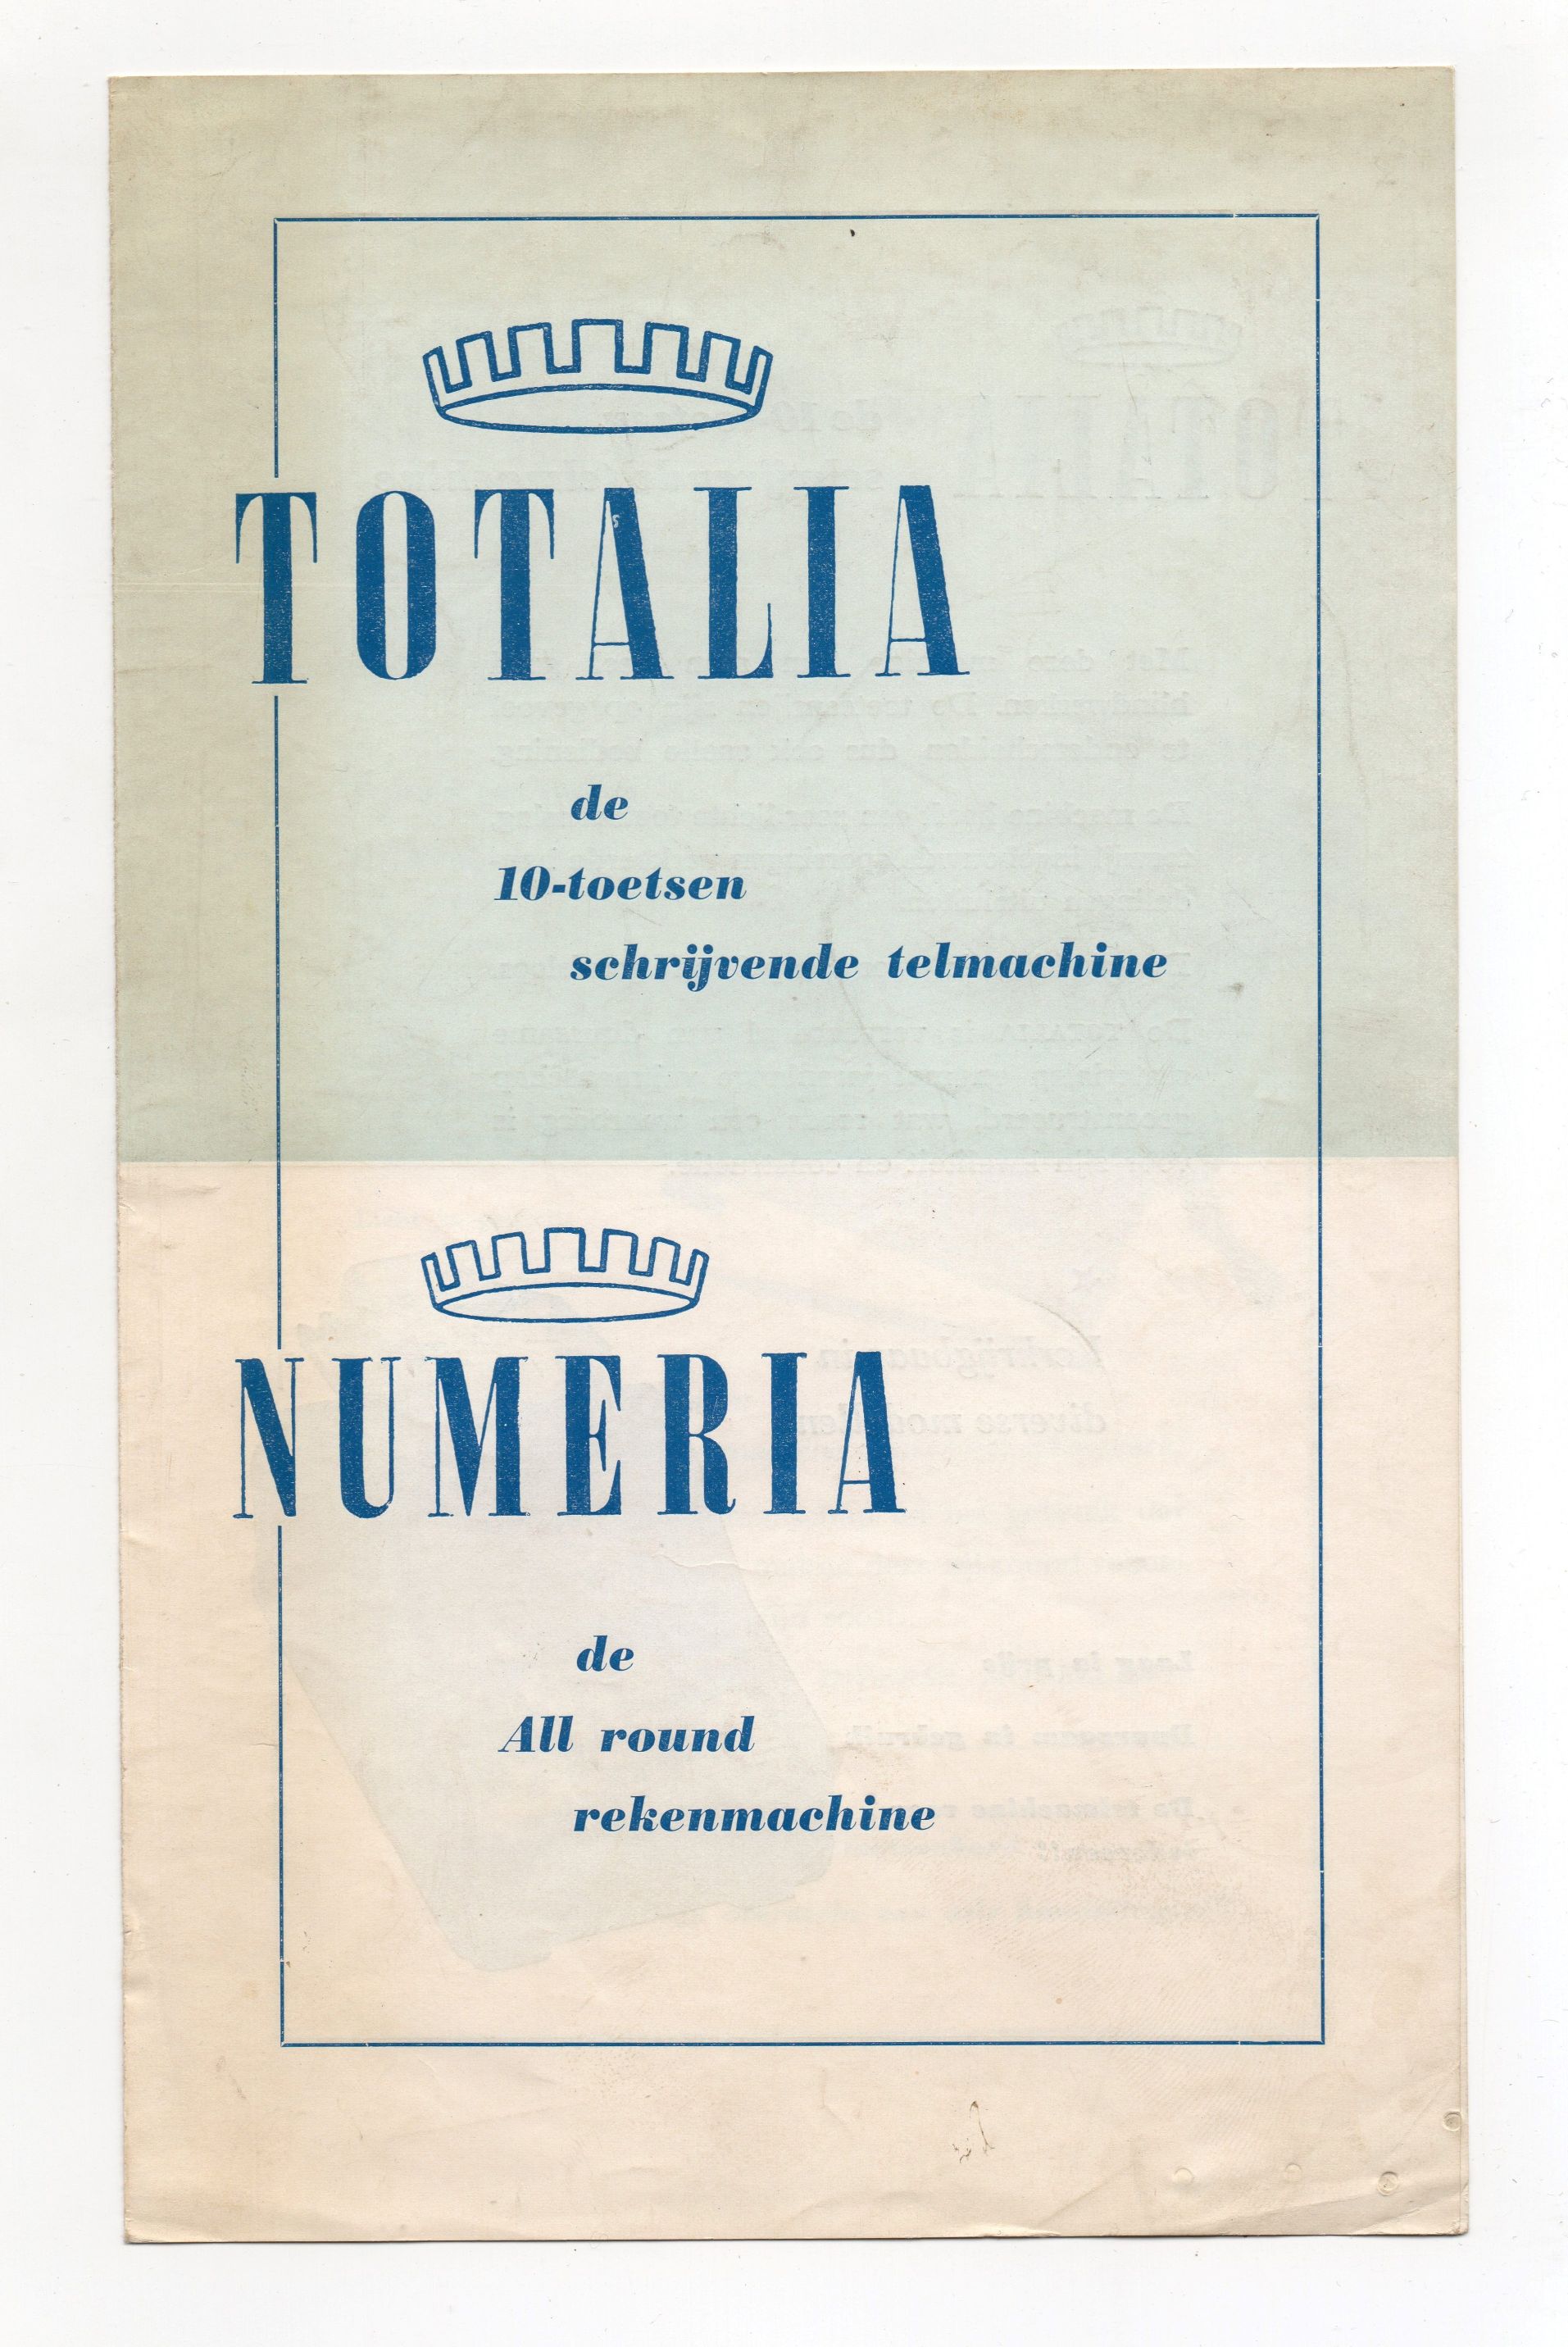 TOTALIA
de
10-toetsen
schrijvende telmachine
NUMERIA
de
All round
rekenmachine